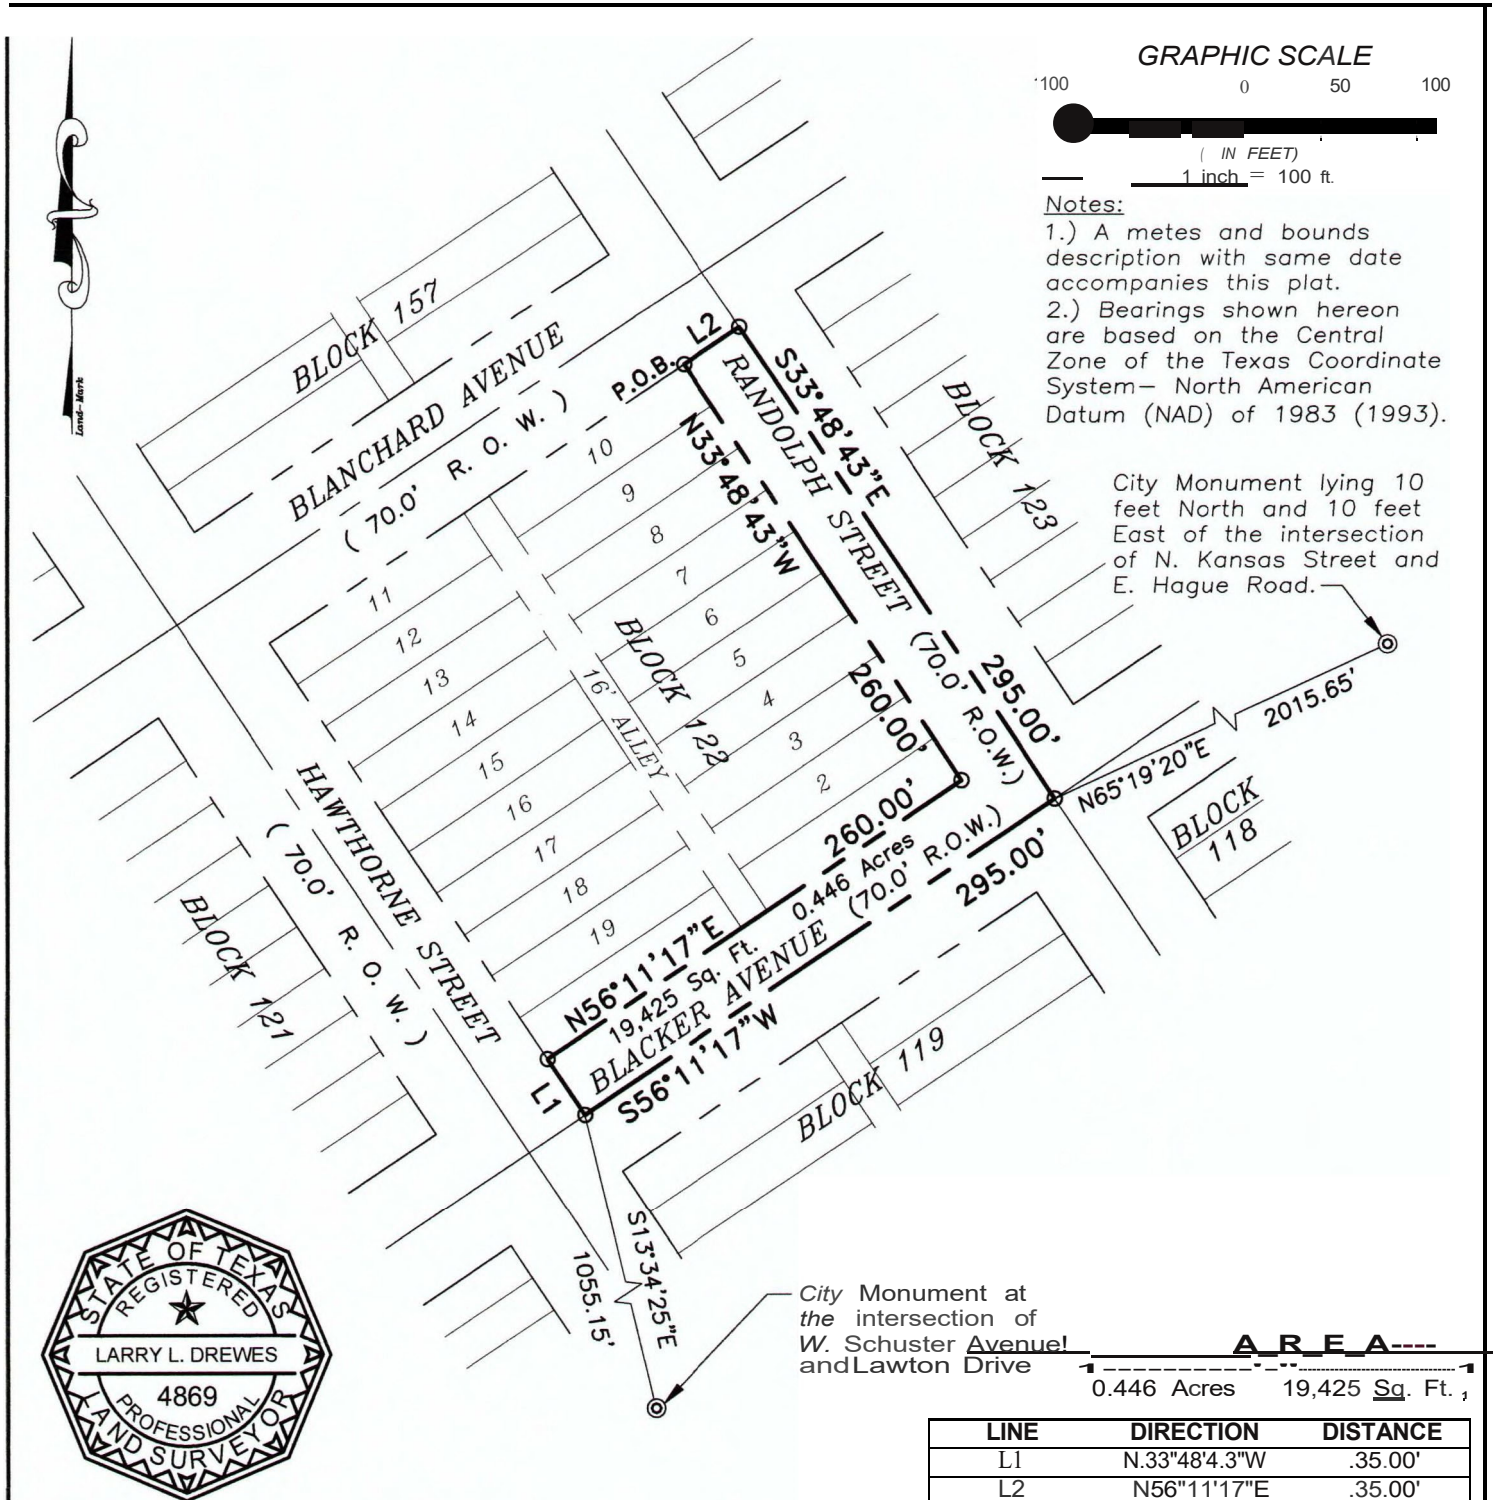 GRAPHIC SCALE
100 0 50 100
( IN FEET)
1 inch = 100 ft.
Notes:
1.) A metes and bounds
description with same date
accompanies this plat.
2.) Bearings shown hereon
are based on the Central
Zone of the Texas Coordinate
System— North American
Datum (NAD) of 1983 (1993).
City Monument lying 10
feet North and 10 feet
East of the intersection
of N. Kansas Street and
E. Hague Road.
Land-Mark
BLOCK 157
BLANCHARD AVENUE
( 70.0' R. O. W. )
P.O.B.
L2
S33°48'43"E
295.00'
RANDOLPH STREET (70.0' R.O.W.)
N33°48'43"W
260.00'
BLOCK 123
10
9
8
7
6
5
4
3
2
BLOCK 122
16' ALLEY
11
12
13
14
15
16
17
18
19
HAWTHORNE STREET
( 70.0' R. O. W. )
BLOCK 121
N56°11'17"E
260.00'
19,425 Sq. Ft.
0.446 Acres
BLACKER AVENUE (70.0' R.O.W.)
S56°11'17"W
295.00'
L1
N65°19'20"E
2015.65'
BLOCK
118
BLOCK 119
S13°34'25"E
1055.15'
City Monument at
the intersection of
W. Schuster Avenue!
and Lawton Drive
STATE OF TEXAS
REGISTERED
LARRY L. DREWES
4869
PROFESSIONAL
LAND SURVEYOR
A_R_E_A----
0.446 Acres 19,425 Sq. Ft.
LINE DIRECTION DISTANCE
L1 N.33"48'4.3"W .35.00'
L2 N56"11'17"E .35.00'